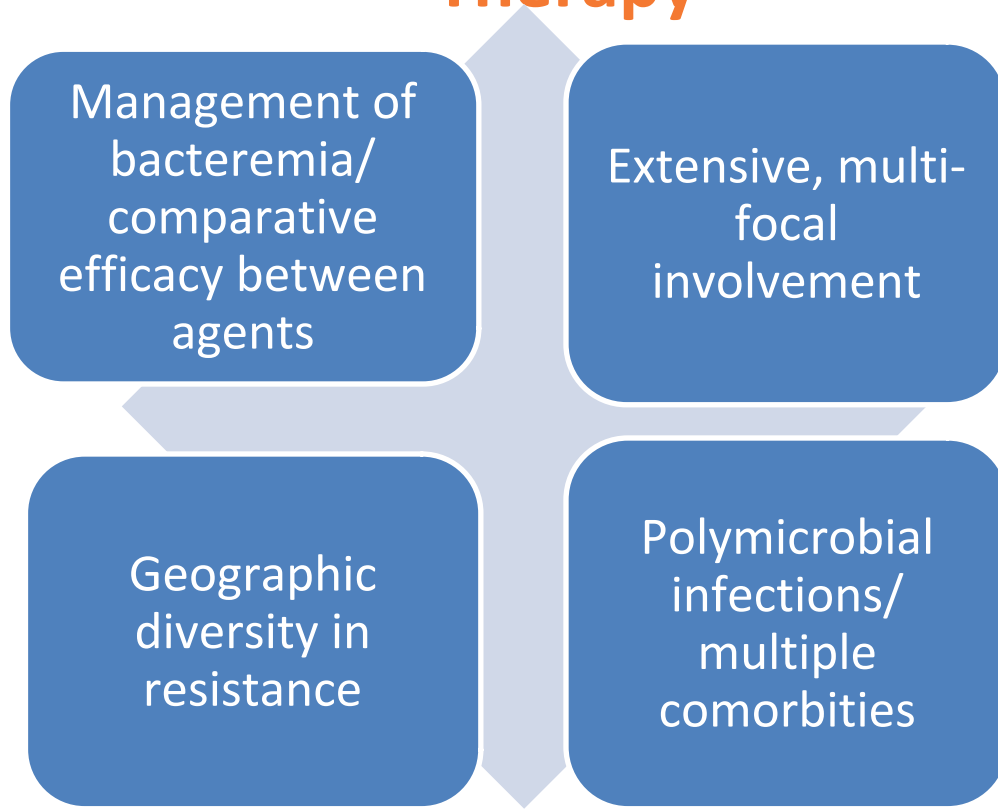 Therapy
Management of
bacteremia/
comparative
efficacy between
agents
Extensive, multi-
focal
involvement
Geographic
diversity in
resistance
Polymicrobial
infections/
multiple
comorbities